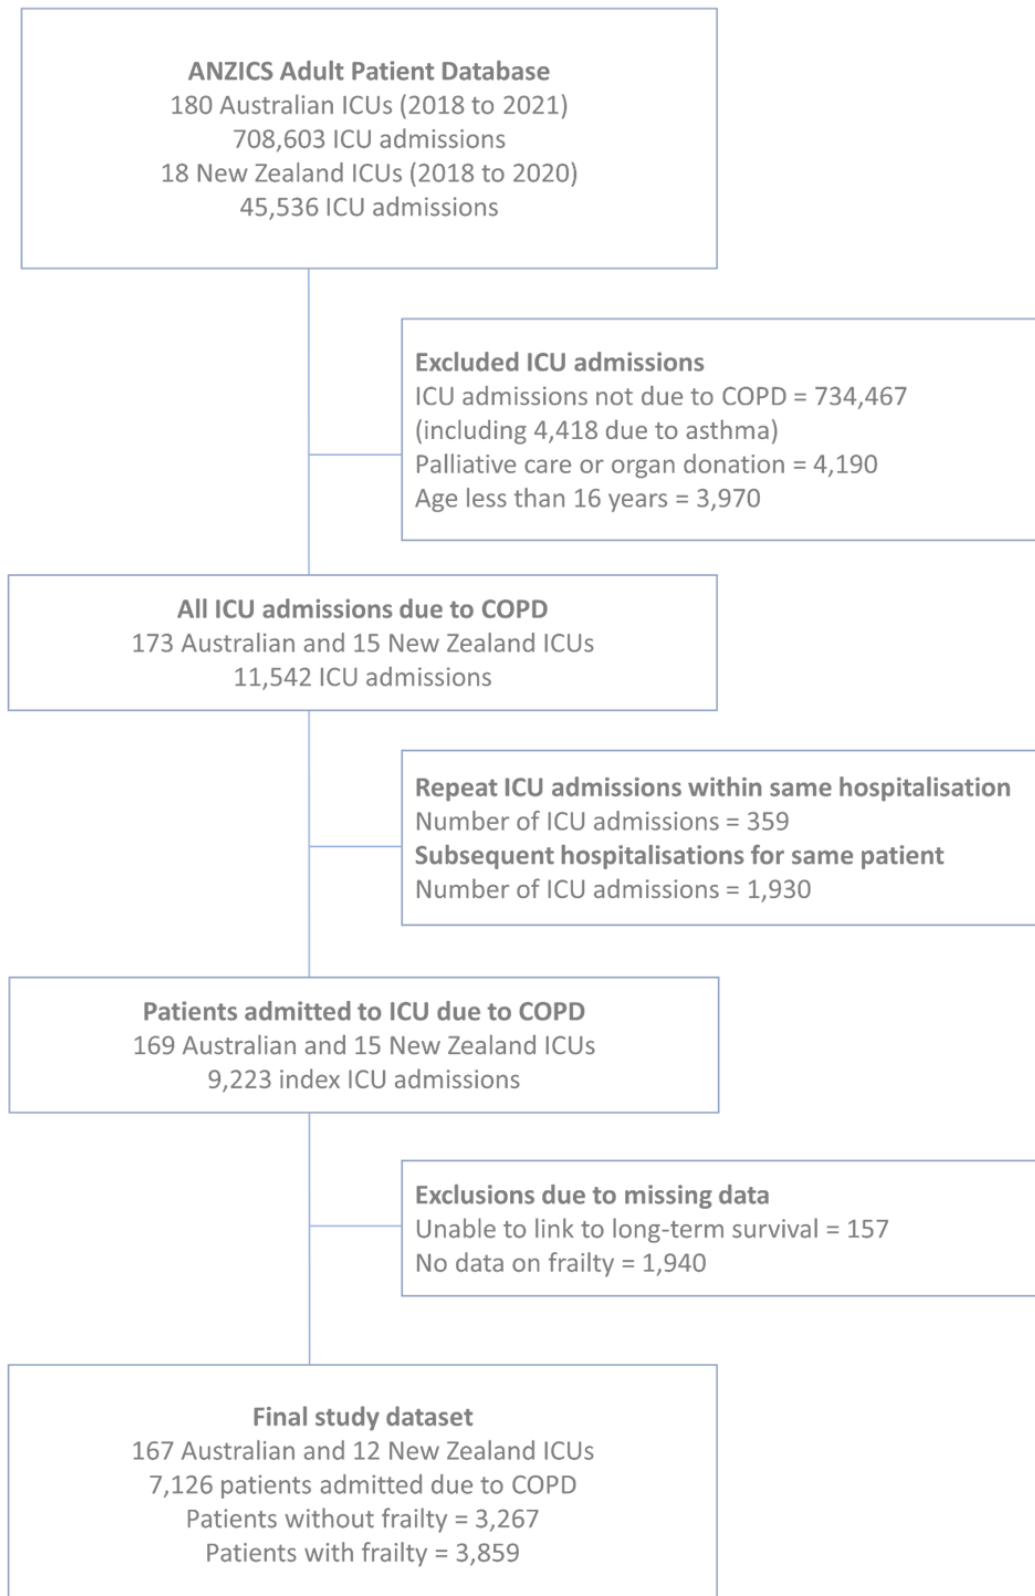 ANZICS Adult Patient Database
180 Australian ICUs (2018 to 2021)
708,603 ICU admissions
18 New Zealand ICUs (2018 to 2020)
45,536 ICU admissions
Excluded ICU admissions
ICU admissions not due to COPD = 734,467
(including 4,418 due to asthma)
Palliative care or organ donation = 4,190
Age less than 16 years = 3,970
All ICU admissions due to COPD
173 Australian and 15 New Zealand ICUs
11,542 ICU admissions
Repeat ICU admissions within same hospitalisation
Number of ICU admissions = 359
Subsequent hospitalisations for same patient
Number of ICU admissions = 1,930
Patients admitted to ICU due to COPD
169 Australian and 15 New Zealand ICUs
9,223 index ICU admissions
Exclusions due to missing data
Unable to link to long-term survival = 157
No data on frailty = 1,940
Final study dataset
167 Australian and 12 New Zealand ICUs
7,126 patients admitted due to COPD
Patients without frailty = 3,267
Patients with frailty = 3,859